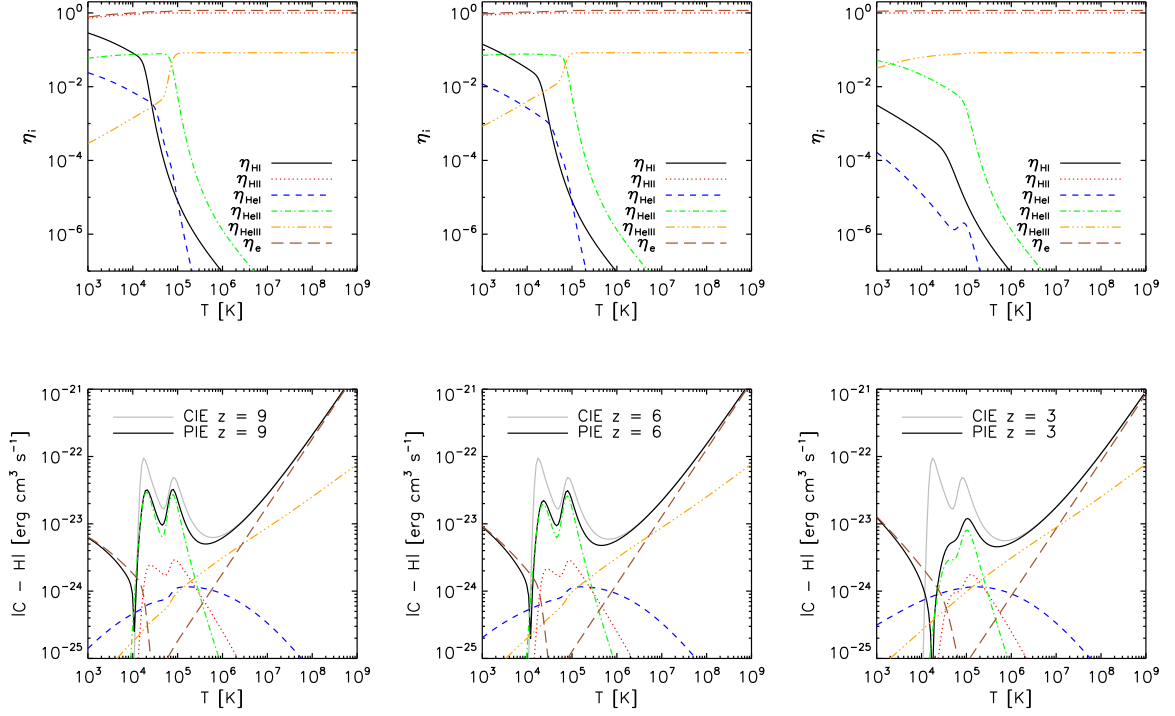 10⁰
10⁻²
10⁻⁴
10⁻⁶
ηᵢ
η_HI
η_HII
η_HeI
η_HeII
η_HeIII
η_e
10³ 10⁴ 10⁵ 10⁶ 10⁷ 10⁸ 10⁹
T [K]
10⁰
10⁻²
10⁻⁴
10⁻⁶
ηᵢ
η_HI
η_HII
η_HeI
η_HeII
η_HeIII
η_e
10³ 10⁴ 10⁵ 10⁶ 10⁷ 10⁸ 10⁹
T [K]
10⁰
10⁻²
10⁻⁴
10⁻⁶
ηᵢ
η_HI
η_HII
η_HeI
η_HeII
η_HeIII
η_e
10³ 10⁴ 10⁵ 10⁶ 10⁷ 10⁸ 10⁹
T [K]
10⁻²¹
10⁻²²
10⁻²³
10⁻²⁴
10⁻²⁵
|C − H| [erg cm³ s⁻¹]
CIE z = 9
PIE z = 9
10³ 10⁴ 10⁵ 10⁶ 10⁷ 10⁸ 10⁹
T [K]
10⁻²¹
10⁻²²
10⁻²³
10⁻²⁴
10⁻²⁵
|C − H| [erg cm³ s⁻¹]
CIE z = 6
PIE z = 6
10³ 10⁴ 10⁵ 10⁶ 10⁷ 10⁸ 10⁹
T [K]
10⁻²¹
10⁻²²
10⁻²³
10⁻²⁴
10⁻²⁵
|C − H| [erg cm³ s⁻¹]
CIE z = 3
PIE z = 3
10³ 10⁴ 10⁵ 10⁶ 10⁷ 10⁸ 10⁹
T [K]